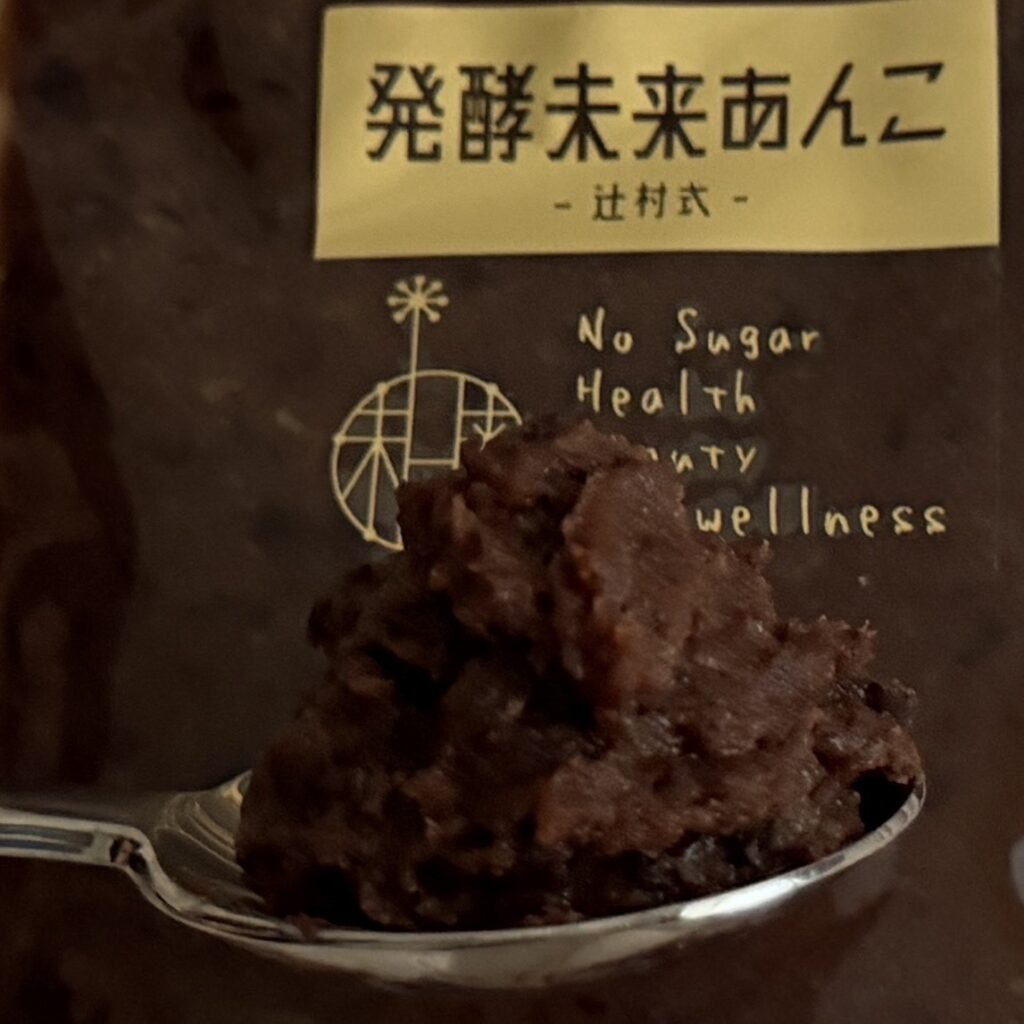 発酵未来あんこ
- 辻村式 -
No Sugar
Health
wellness